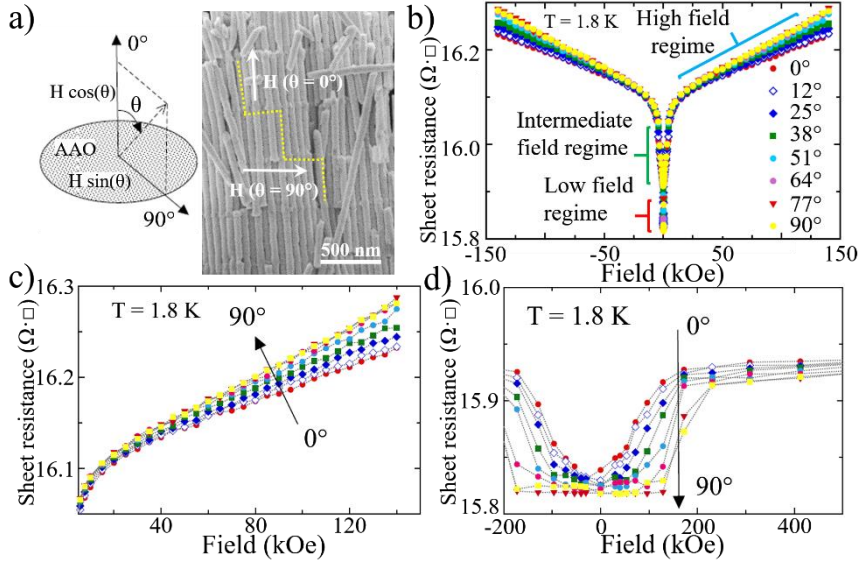 a)
0°
H cos(θ)
θ
AAO
H sin(θ)
90°
H (θ = 0°)
H (θ = 90°)
500 nm
b)
T = 1.8 K
High field
regime
Intermediate
field regime
Low field
regime
0°
12°
25°
38°
51°
64°
77°
90°
Sheet resistance (Ω·□)
16.2
16.0
15.8
-150
-75
0
75
150
Field (kOe)
c)
T = 1.8 K
90°
0°
Sheet resistance (Ω·□)
16.3
16.2
16.1
40
80
120
Field (kOe)
d)
T = 1.8 K
0°
90°
Sheet resistance (Ω·□)
16.0
15.9
15.8
-200
0
200
400
Field (kOe)